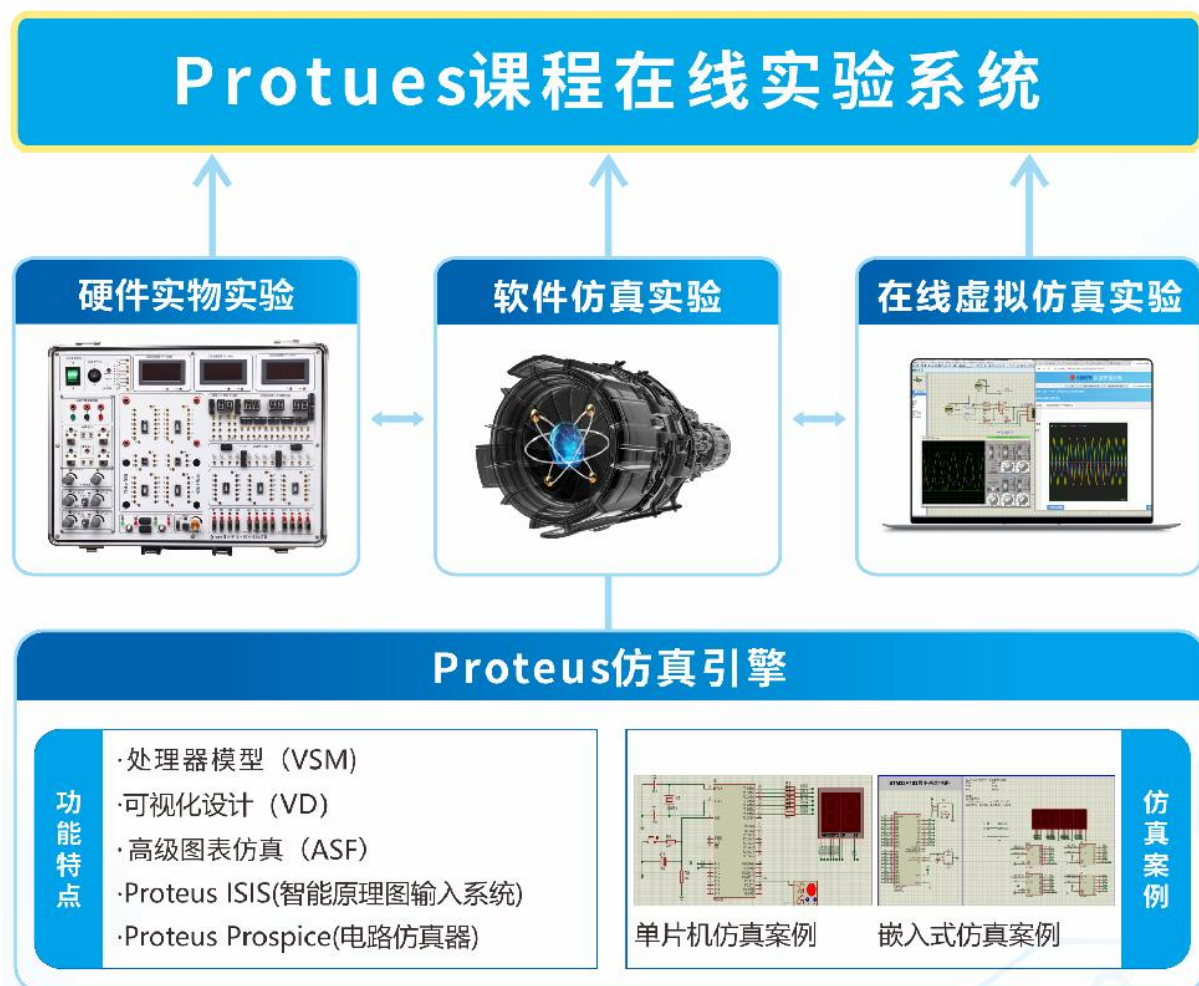 Protues课程在线实验系统
硬件实物实验
软件仿真实验
在线虚拟仿真实验
Proteus仿真引擎
功能特点
·处理器模型（VSM)
·可视化设计（VD）
·高级图表仿真（ASF）
·Proteus ISIS(智能原理图输入系统)
·Proteus Prospice(电路仿真器)
单片机仿真案例
嵌入式仿真案例
仿真案例